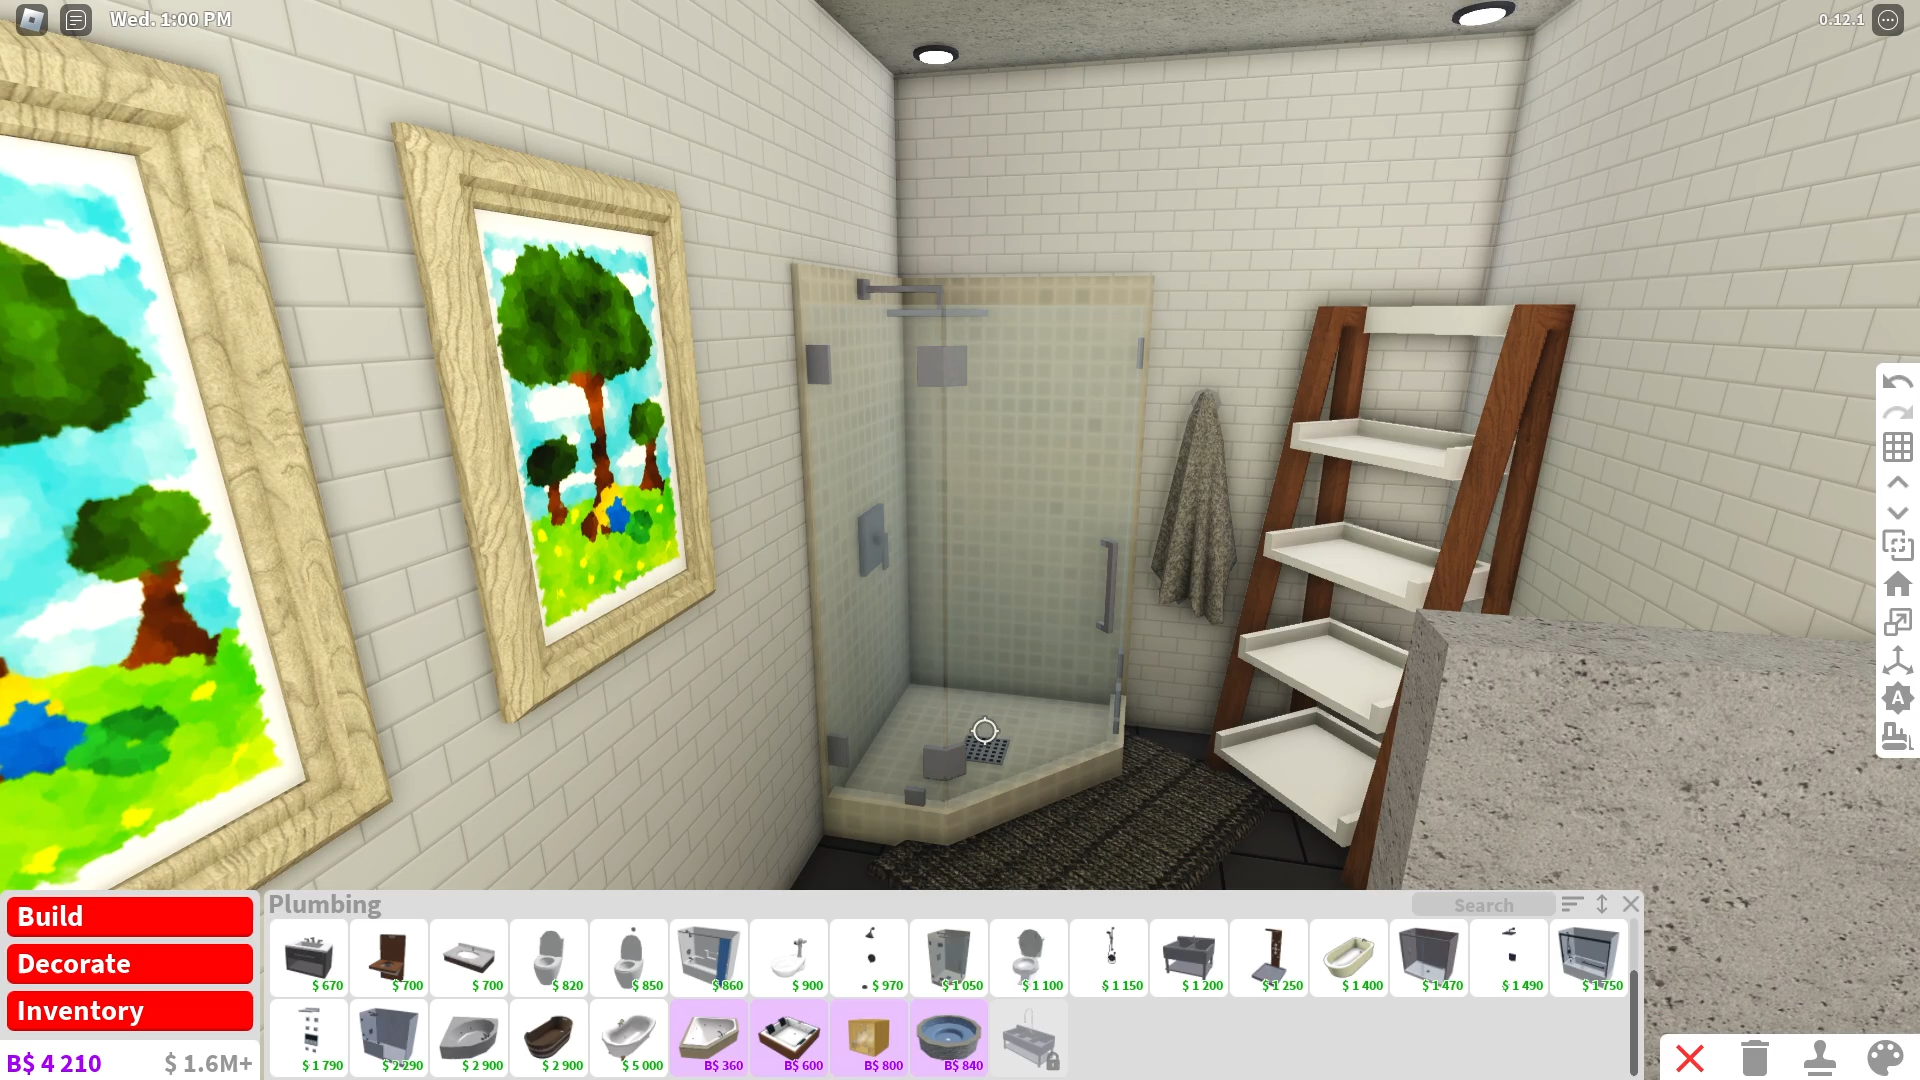 Wed. 1:00 PM
0.12.1
Build
Decorate
Inventory
B$ 4 210
$ 1.6M+
Plumbing
Search
$ 670
$ 700
$ 700
$ 820
$ 850
$ 860
$ 900
$ 970
$ 1 050
$ 1 100
$ 1 150
$ 1 200
$ 1 250
$ 1 400
$ 1 470
$ 1 490
$ 1 750
$ 1 790
$ 2 290
$ 2 900
$ 2 900
$ 5 000
B$ 360
B$ 600
B$ 800
B$ 840
A